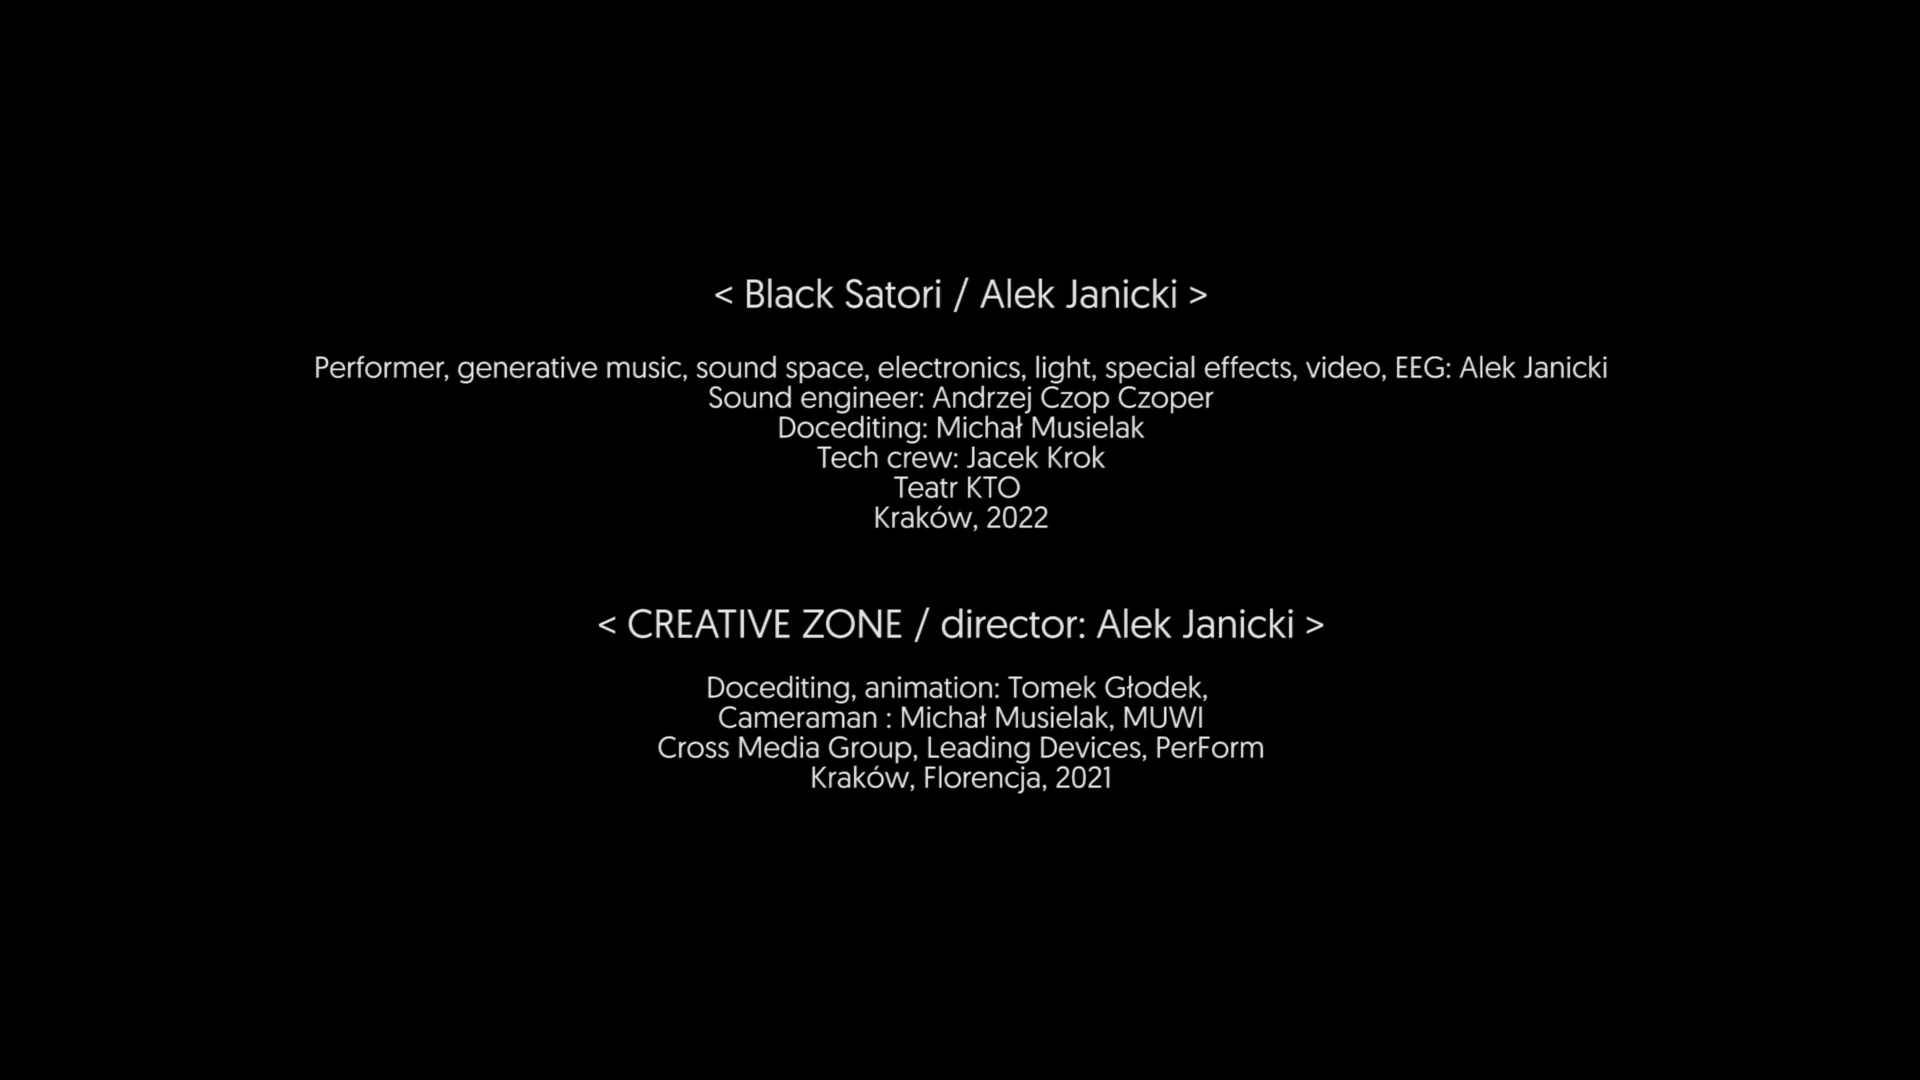 < Black Satori / Alek Janicki >
Performer, generative music, sound space, electronics, light, special effects, video, EEG: Alek Janicki
Sound engineer: Andrzej Czop Czoper
Docediting: Michał Musielak
Tech crew: Jacek Krok
Teatr KTO
Kraków, 2022
< CREATIVE ZONE / director: Alek Janicki >
Docediting, animation: Tomek Głodek,
Cameraman : Michał Musielak, MUWI
Cross Media Group, Leading Devices, PerForm
Kraków, Florencja, 2021